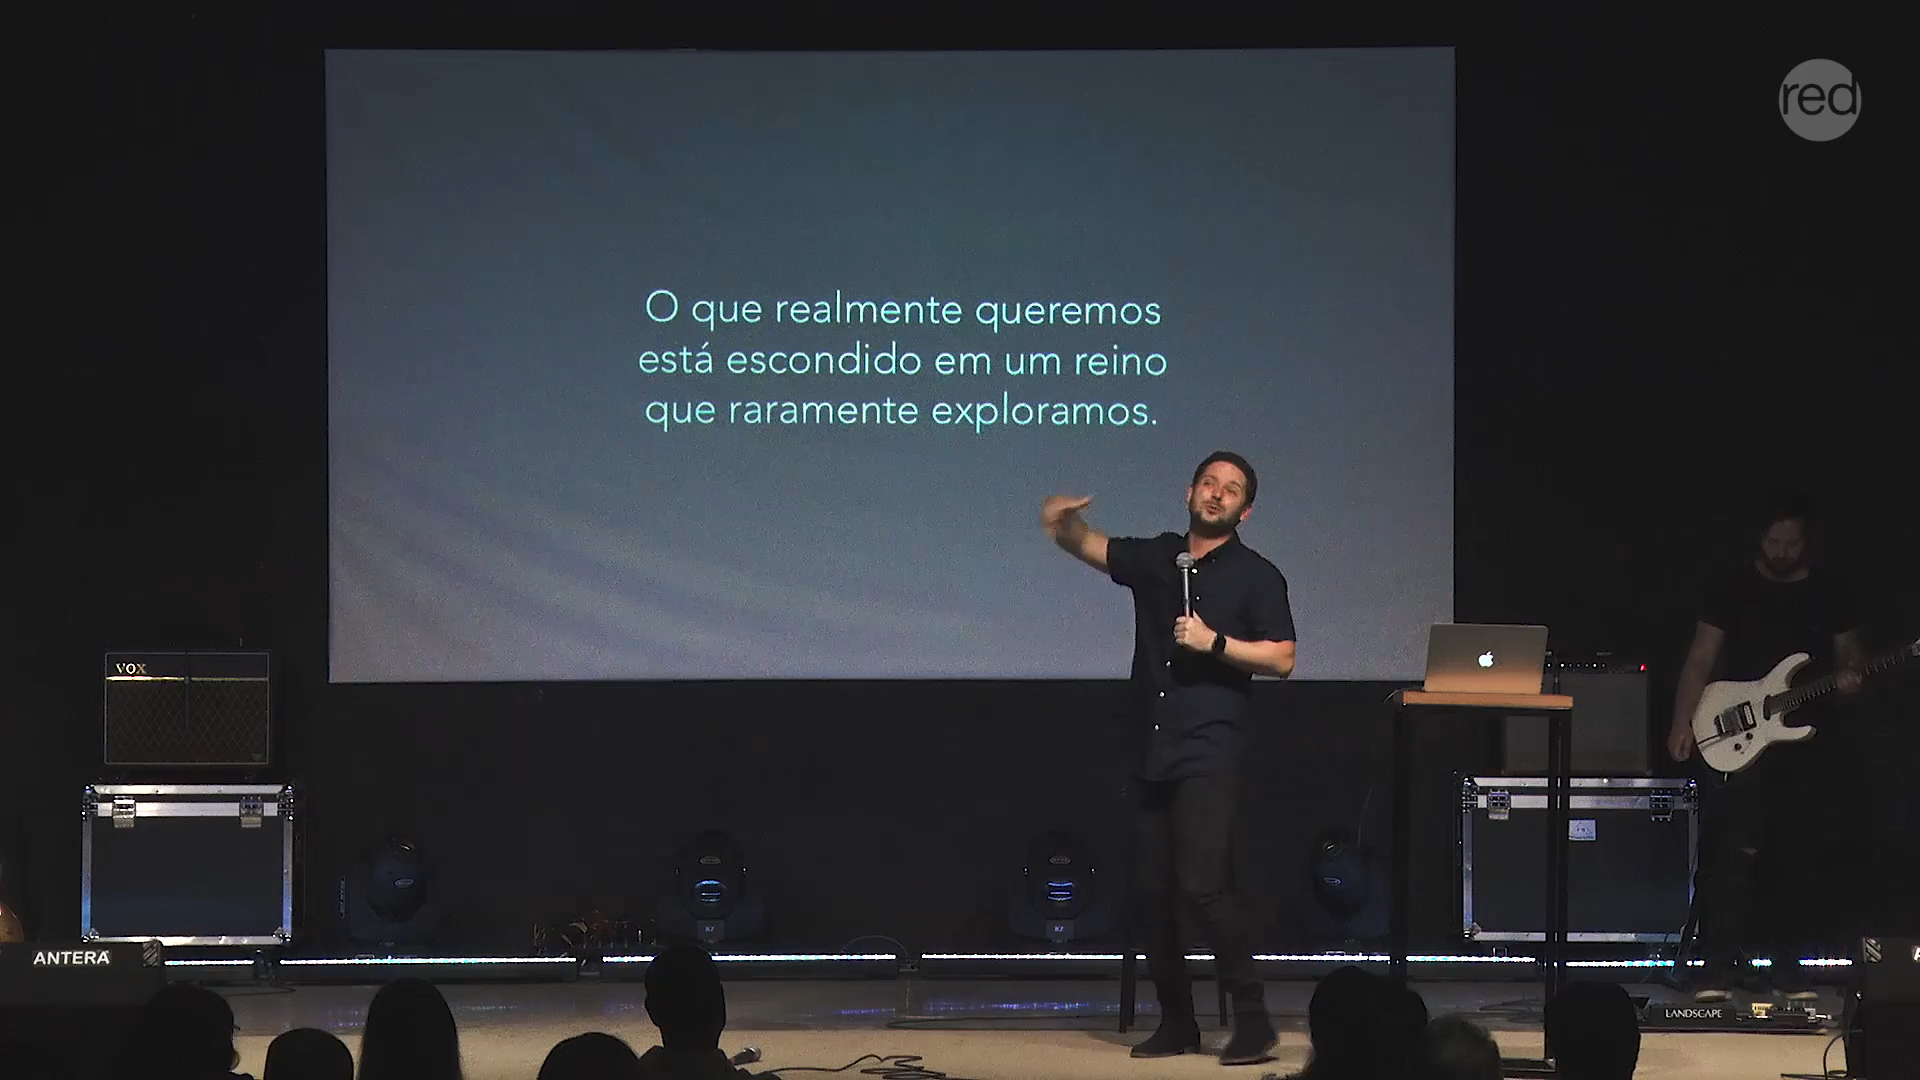 red
O que realmente queremos
está escondido em um reino
que raramente exploramos.
VOX
ANTERA
LANDSCAPE